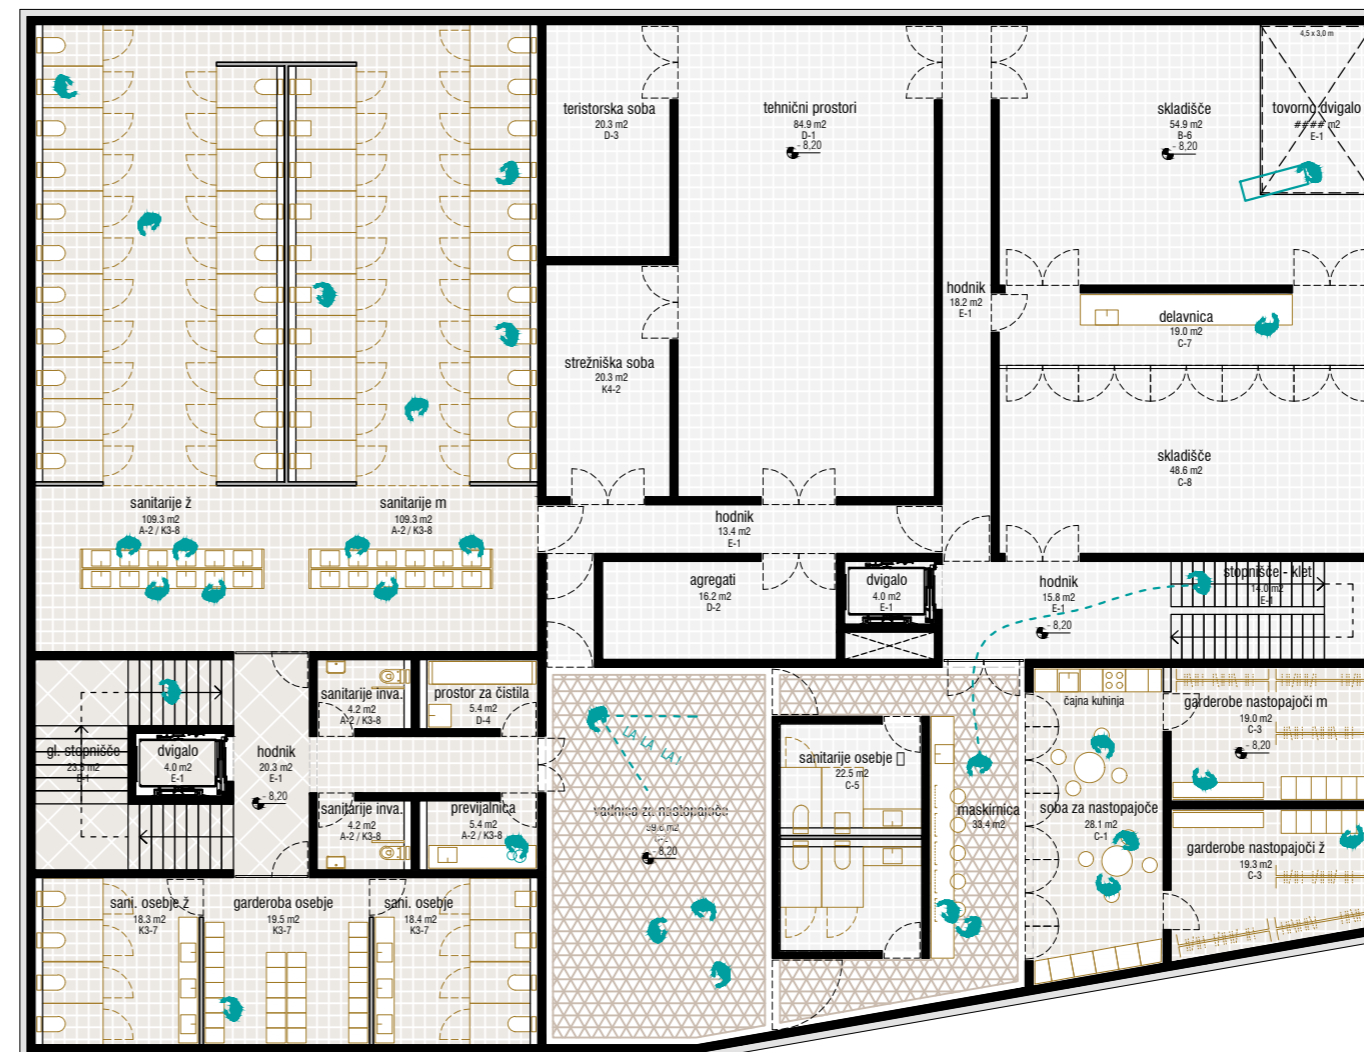 4,5 x 3,0 m
teristorska soba
20.3 m2
D-3
tehnični prostori
84.9 m2
D-1
- 8,20
skladišče
54.9 m2
B-6
- 8,20
tovorno dvigalo
#### m2
E-1
hodnik
18.2 m2
E-1
delavnica
19.0 m2
C-7
strežniška soba
20.3 m2
K4-2
skladišče
48.6 m2
C-8
sanitarije ž
109.3 m2
A-2 / K3-8
sanitarije m
109.3 m2
A-2 / K3-8
hodnik
13.4 m2
E-1
agregati
16.2 m2
D-2
dvigalo
4.0 m2
E-1
hodnik
15.8 m2
E-1
- 8,20
stopnišče - klet
14.0 m2
E-1
sanitarije inva.
4.2 m2
A-2 / K3-8
prostor za čistila
5.4 m2
D-4
čajna kuhinja
garderobe nastopajoči m
19.0 m2
C-3
- 8,20
LA LA LA!
gl. stopnišče
E-1
dvigalo
4.0 m2
E-1
hodnik
20.3 m2
E-1
- 8,20
sanitarije osebje
22.5 m2
C-5
sanitarije inva.
4.2 m2
A-2 / K3-8
previjalnica
5.4 m2
A-2 / K3-8
vadnica za nastopajoče
59.6 m2
- 8,20
maskirnica
33.4 m2
soba za nastopajoče
28.1 m2
C-1
garderobe nastopajoči ž
19.3 m2
C-3
sani. osebje ž
18.3 m2
K3-7
garderoba osebje
19.5 m2
K3-7
sani. osebje
18.4 m2
K3-7